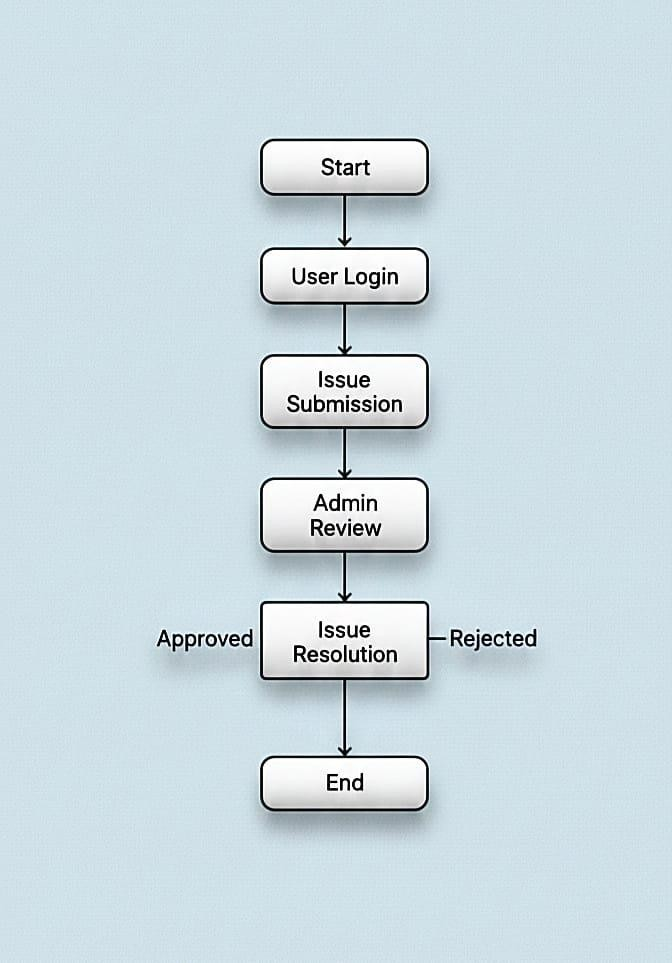 Start
User Login
Issue
Submission
Admin
Review
Approved
Issue
Resolution
Rejected
End